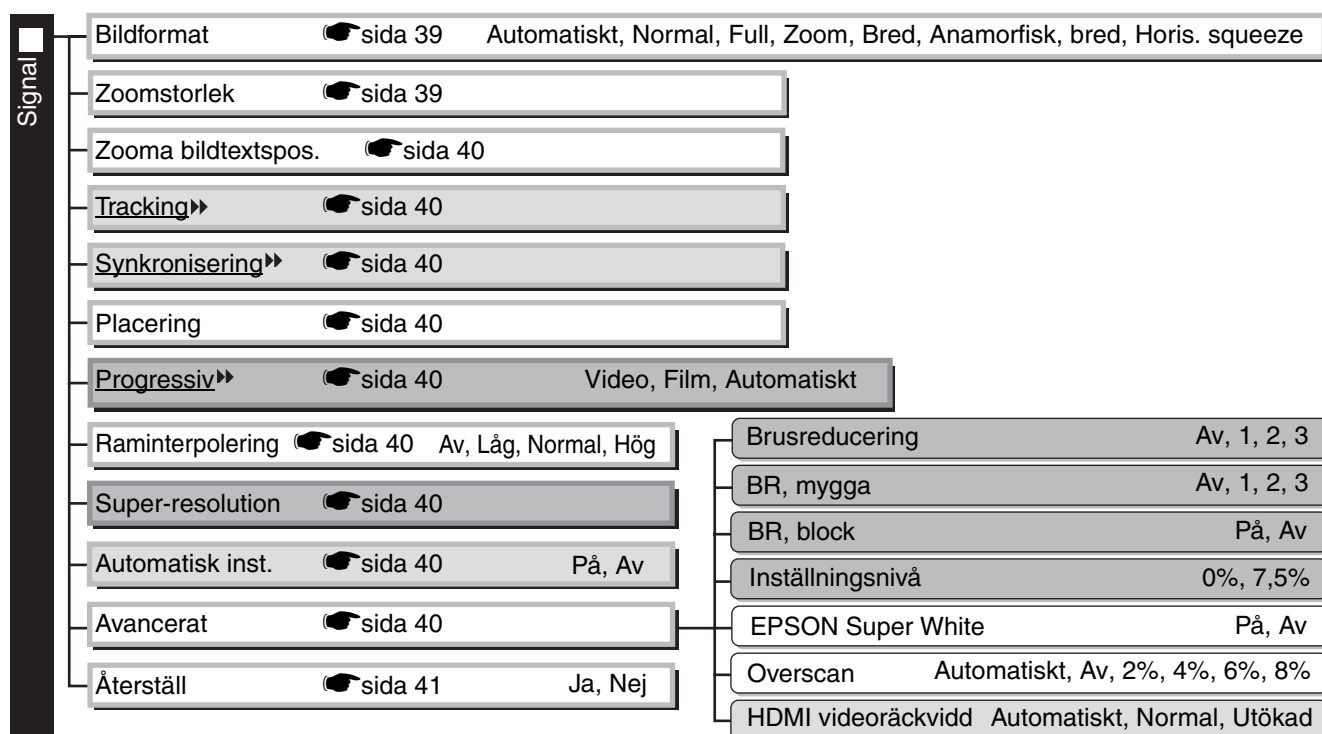 Signal
Bildformat sida 39 Automatiskt, Normal, Full, Zoom, Bred, Anamorfisk, bred, Horis. squeeze
Zoomstorlek sida 39
Zooma bildtextspos. sida 40
Tracking sida 40
Synkronisering sida 40
Placering sida 40
Progressiv sida 40 Video, Film, Automatiskt
Raminterpolering sida 40 Av, Låg, Normal, Hög
Super-resolution sida 40
Automatisk inst. sida 40 På, Av
Avancerat sida 40
Återställ sida 41 Ja, Nej
Brusreducering Av, 1, 2, 3
BR, mygga Av, 1, 2, 3
BR, block På, Av
Inställningsnivå 0%, 7,5%
EPSON Super White På, Av
Overscan Automatiskt, Av, 2%, 4%, 6%, 8%
HDMI videoräckvidd Automatiskt, Normal, Utökad